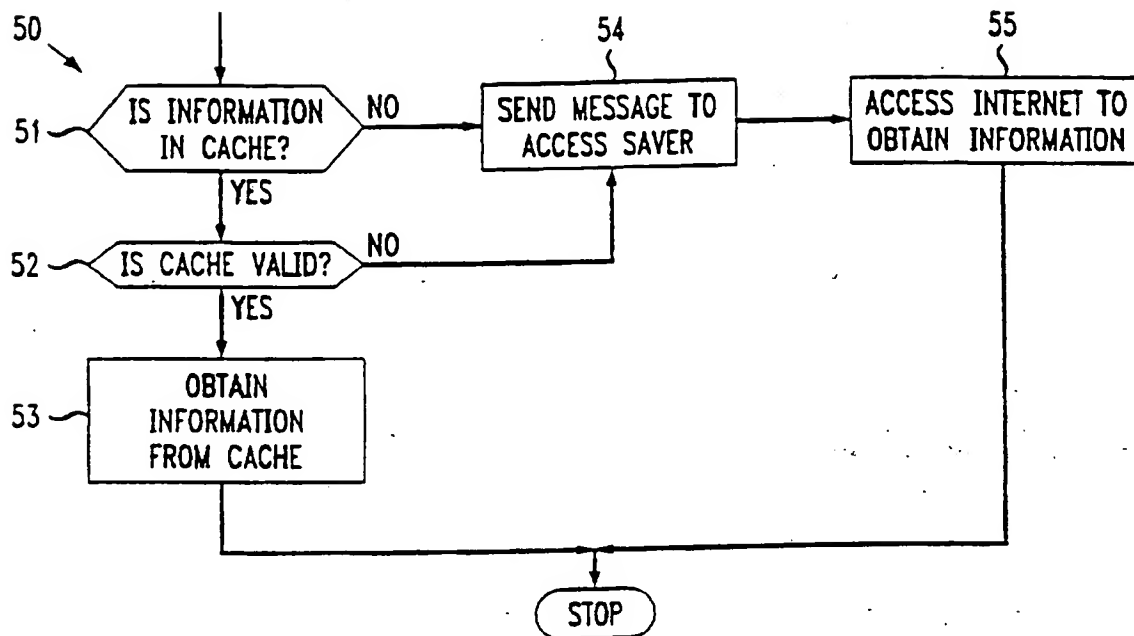 50
54
55
51
IS INFORMATION
IN CACHE?
NO
SEND MESSAGE TO
ACCESS SAVER
ACCESS INTERNET TO
OBTAIN INFORMATION
YES
52
IS CACHE VALID?
NO
YES
53
OBTAIN
INFORMATION
FROM CACHE
STOP